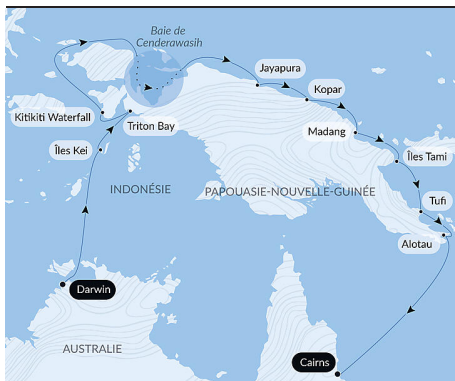 Baie de
Cenderawasih
Jayapura
Kopar
Kitikiti Waterfall
Triton Bay
Madang
Îles Kei
Îles Tami
INDONÉSIE
PAPOUASIE-NOUVELLE-GUINÉE
Tufi
Alotau
Darwin
AUSTRALIE
Cairns